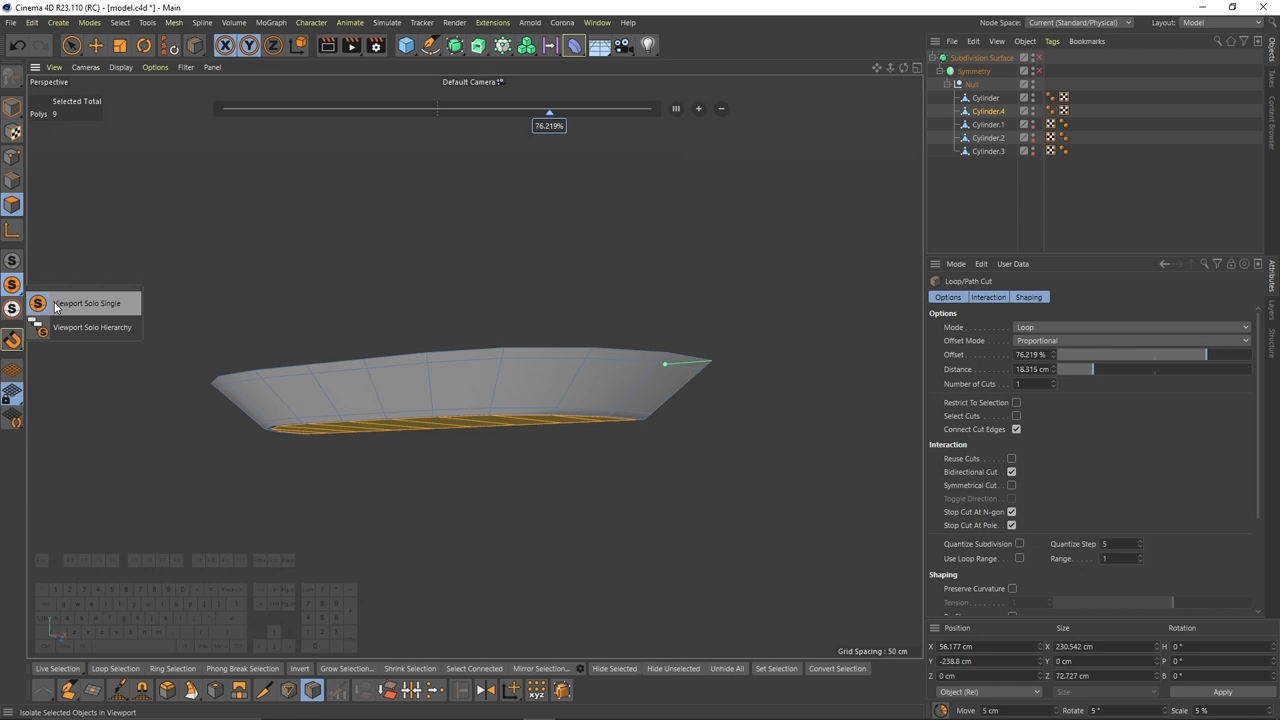 Cinema 4D R23.110 (RC) - [model.c4d *] - Main
File Edit Create Modes Select Tools Mesh Spline Volume MoGraph Character Animate Simulate Tracker Render Extensions Arnold Corona Window Help
Node Space: Current (Standard/Physical) Layout: Model
X Y Z
File Edit View Object Tags Bookmarks
View Cameras Display Options Filter Panel
Perspective
Default Camera
Selected Total
Polys 9
76.219%
Subdivision Surface
Symmetry
Null
Cylinder
Cylinder.4
Cylinder.1
Cylinder.2
Cylinder.3
Objects
Takes
Content Browser
Attributes
Layers
Structure
Viewport Solo Single
Viewport Solo Hierarchy
Mode Edit User Data
Loop/Path Cut
Options Interaction Shaping
Options
Mode Loop
Offset Mode Proportional
Offset 76.219 %
Distance 18.315 cm
Number of Cuts 1
Restrict To Selection
Select Cuts
Connect Cut Edges
Interaction
Reuse Cuts
Bidirectional Cut
Symmetrical Cut
Toggle Direction
Stop Cut At N-gon
Stop Cut At Pole
Quantize Subdivision Quantize Step 5
Use Loop Range Range 1
Shaping
Preserve Curvature
Tension 1
Grid Spacing : 50 cm
Position Size Rotation
X 56.177 cm X 230.542 cm H 0 °
Y -238.8 cm Y 0 cm P 0 °
Z 0 cm Z 72.727 cm B 0 °
Object (Rel) Size Apply
Live Selection Loop Selection Ring Selection Phong Break Selection Invert Grow Selection... Shrink Selection Select Connected Mirror Selection... Hide Selected Hide Unselected Unhide All Set Selection Convert Selection
Move 5 cm Rotate 5 ° Scale 5 %
Isolate Selected Objects in Viewport